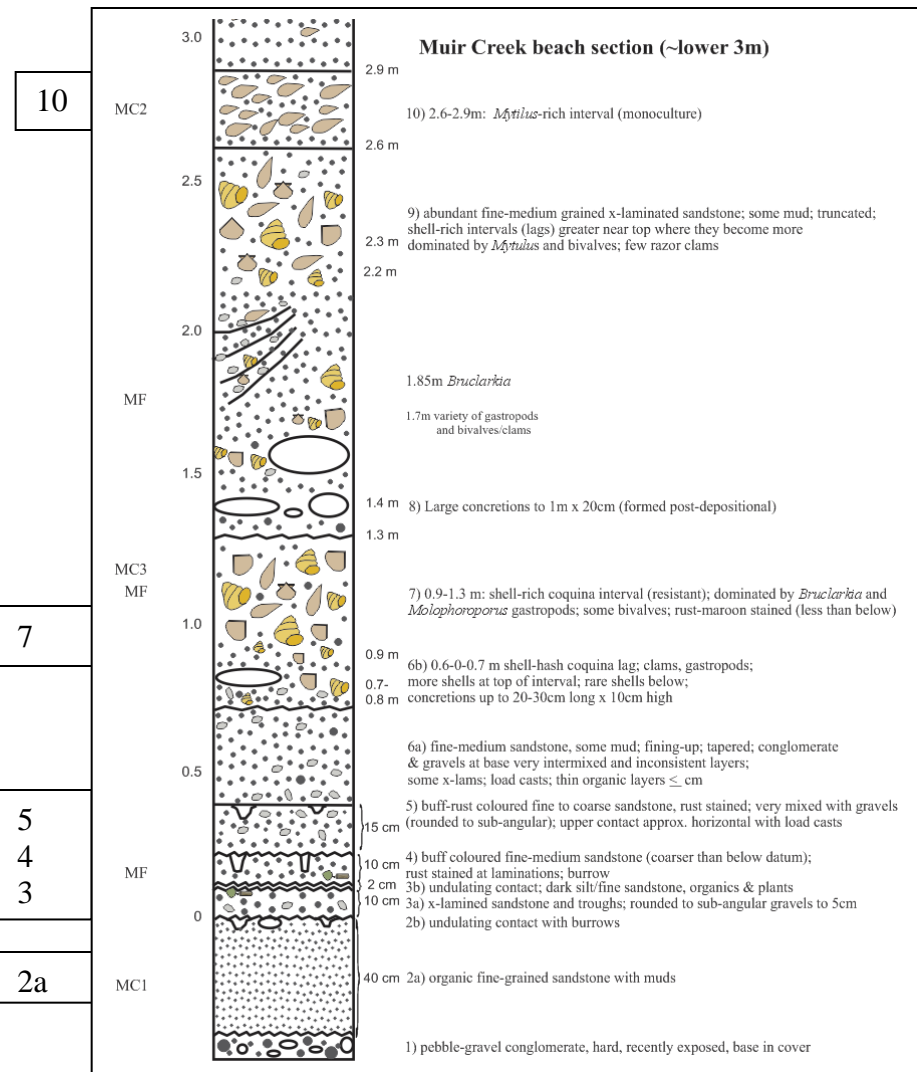 Muir Creek beach section (~lower 3m)
3.0
2.9 m
10
MC2
10) 2.6-2.9m: Mytilus-rich interval (monoculture)
2.6 m
2.5
9) abundant fine-medium grained x-laminated sandstone; some mud; truncated;
shell-rich intervals (lags) greater near top where they become more
dominated by Mytulus and bivalves; few razor clams
2.3 m
2.2 m
2.0
1.85m Bruclarkia
MF
1.7m variety of gastropods
and bivalves/clams
1.5
1.4 m
8) Large concretions to 1m x 20cm (formed post-depositional)
1.3 m
MC3
MF
7) 0.9-1.3 m: shell-rich coquina interval (resistant); dominated by Bruclarkia and
Molophoroporus gastropods; some bivalves; rust-maroon stained (less than below)
1.0
7
0.9 m
6b) 0.6-0-0.7 m shell-hash coquina lag; clams, gastropods;
more shells at top of interval; rare shells below;
concretions up to 20-30cm long x 10cm high
0.7-
0.8 m
6a) fine-medium sandstone, some mud; fining-up; tapered; conglomerate
& gravels at base very intermixed and inconsistent layers;
some x-lams; load casts; thin organic layers ≤ cm
0.5
5
4
3
5) buff-rust coloured fine to coarse sandstone, rust stained; very mixed with gravels
(rounded to sub-angular); upper contact approx. horizontal with load casts
15 cm
4) buff coloured fine-medium sandstone (coarser than below datum);
rust stained at laminations; burrow
10 cm
MF
2 cm
3b) undulating contact; dark silt/fine sandstone, organics & plants
10 cm
3a) x-lamined sandstone and troughs; rounded to sub-angular gravels to 5cm
0
2b) undulating contact with burrows
2a
MC1
40 cm
2a) organic fine-grained sandstone with muds
1) pebble-gravel conglomerate, hard, recently exposed, base in cover